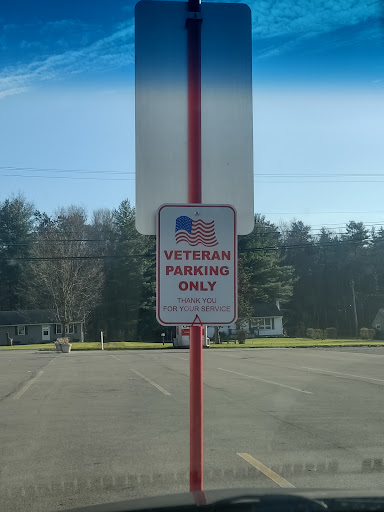 VETERAN
PARKING
ONLY
THANK YOU
FOR YOUR SERVICE